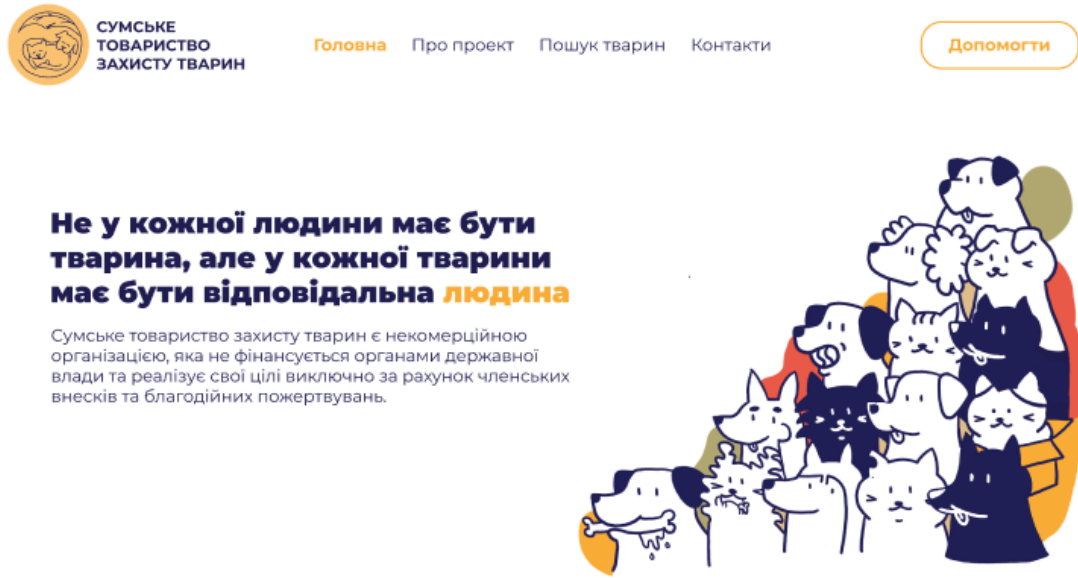 СУМСЬКЕ
ТОВАРИСТВО
ЗАХИСТУ ТВАРИН
Головна Про проект Пошук тварин Контакти
Допомогти
Не у кожної людини має бути
тварина, але у кожної тварини
має бути відповідальна людина
Сумське товариство захисту тварин є некомерційною
організацією, яка не фінансується органами державної
влади та реалізує свої цілі виключно за рахунок членських
внесків та благодійних пожертвувань.